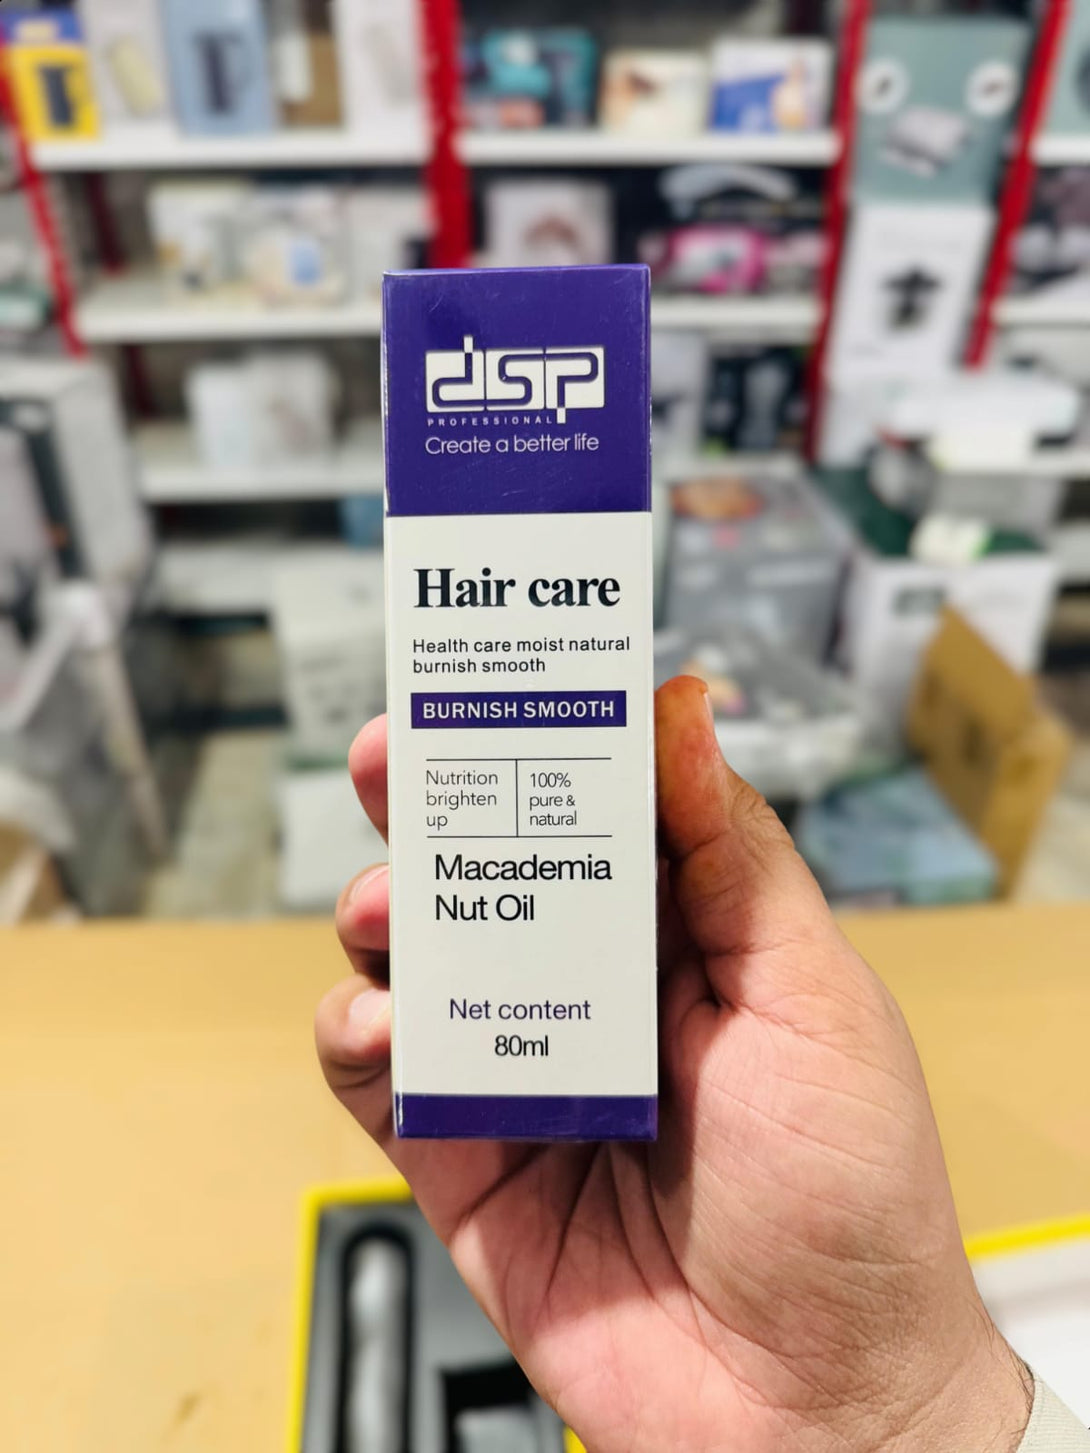 dsp
PROFESSIONAL
Create a better life
Hair care
Health care moist natural
burnish smooth
BURNISH SMOOTH
Nutrition
brighten
up
100%
pure &
natural
Macademia
Nut Oil
Net content
80ml